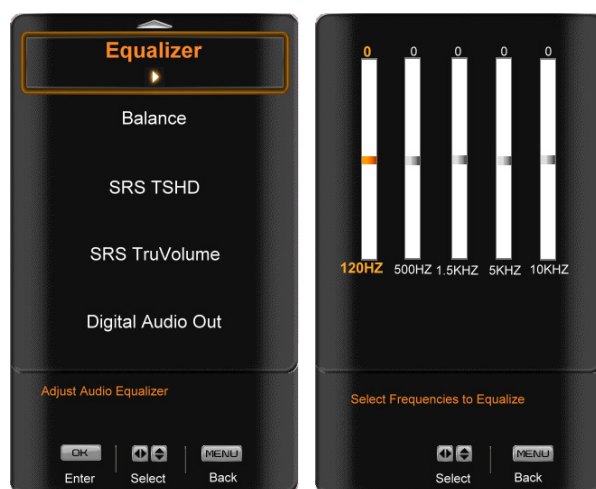 Equalizer
Balance
SRS TSHD
SRS TruVolume
Digital Audio Out
Adjust Audio Equalizer
OK MENU
Enter Select Back
0 0 0 0 0
120HZ 500HZ 1.5KHZ 5KHZ 10KHZ
Select Frequencies to Equalize
MENU
Select Back